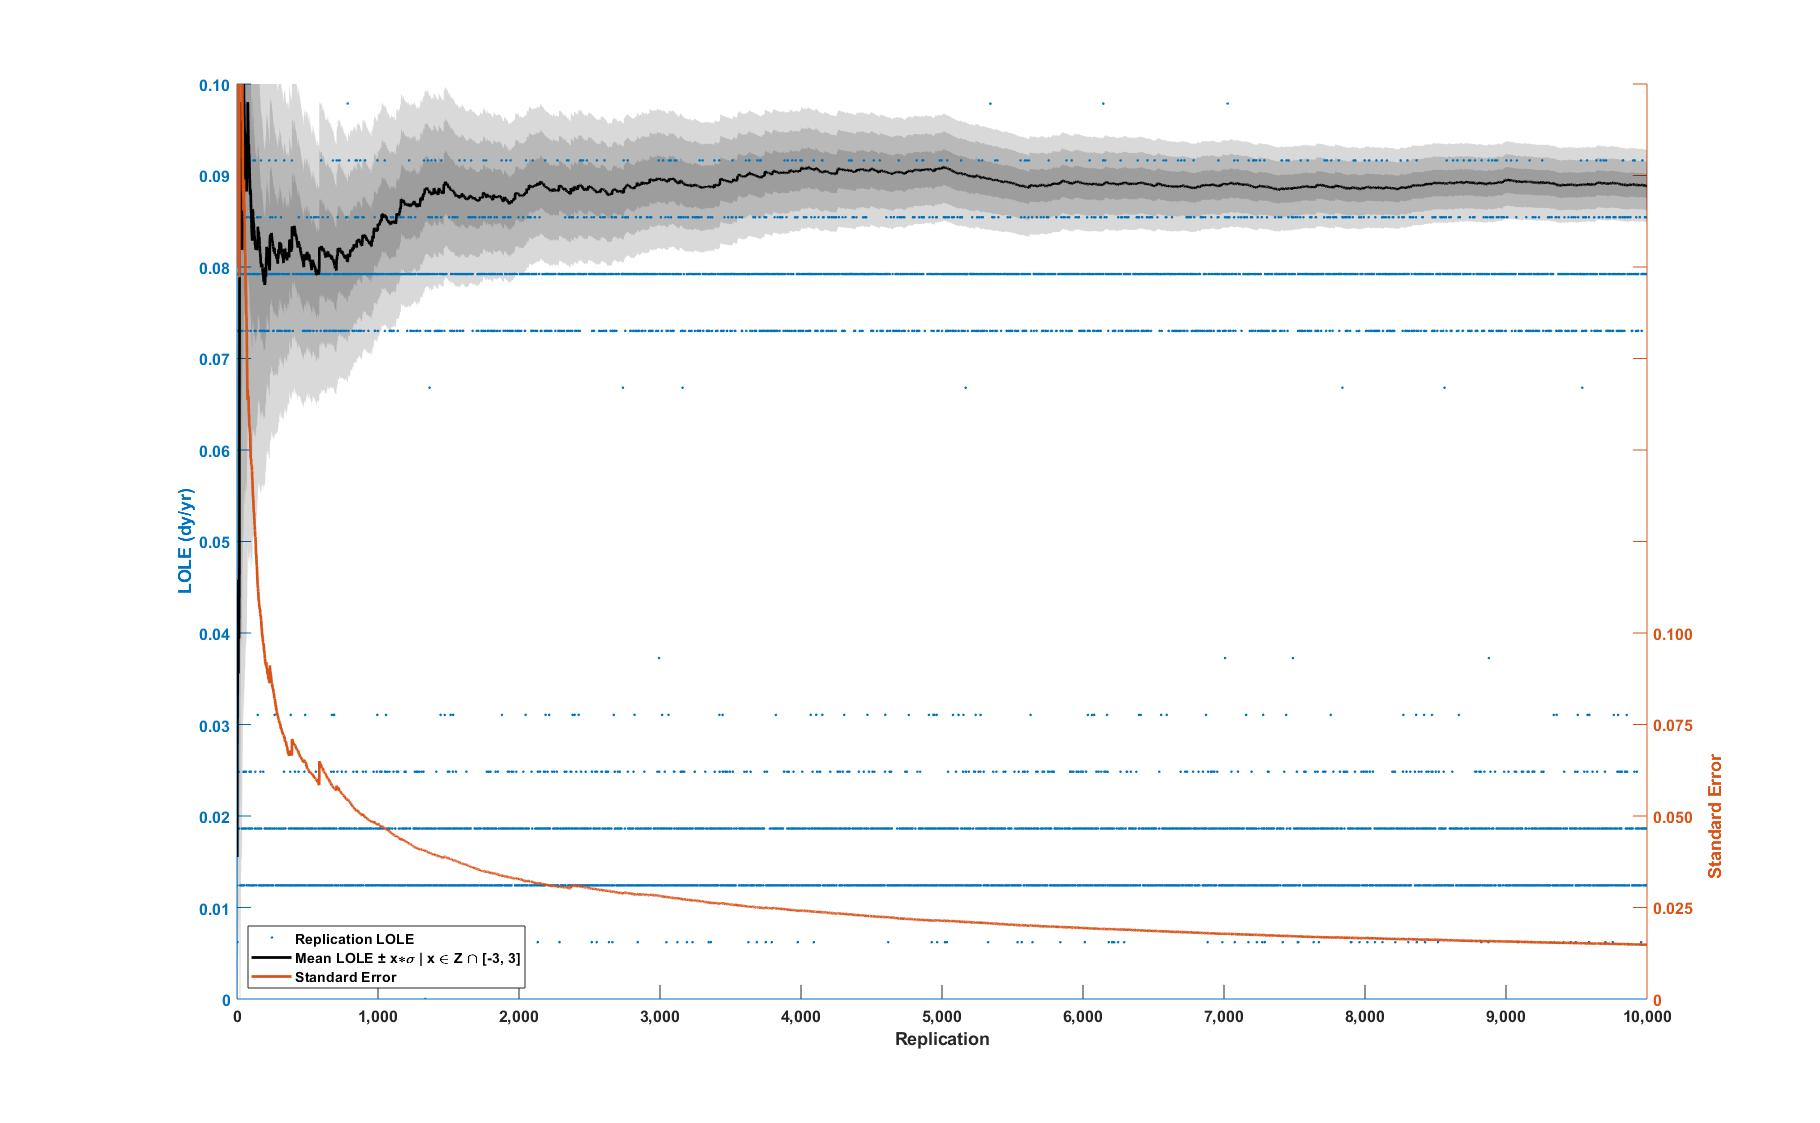 0.10
0.09
0.08
0.07
0.06
0.05
0.04
0.03
0.02
0.01
0
LOLE (dy/yr)
0.100
0.075
0.050
0.025
0
Standard Error
Replication LOLE
Mean LOLE ± x∗σ | x ∈ Z ∩ [-3, 3]
Standard Error
0 1,000 2,000 3,000 4,000 5,000 6,000 7,000 8,000 9,000 10,000
Replication